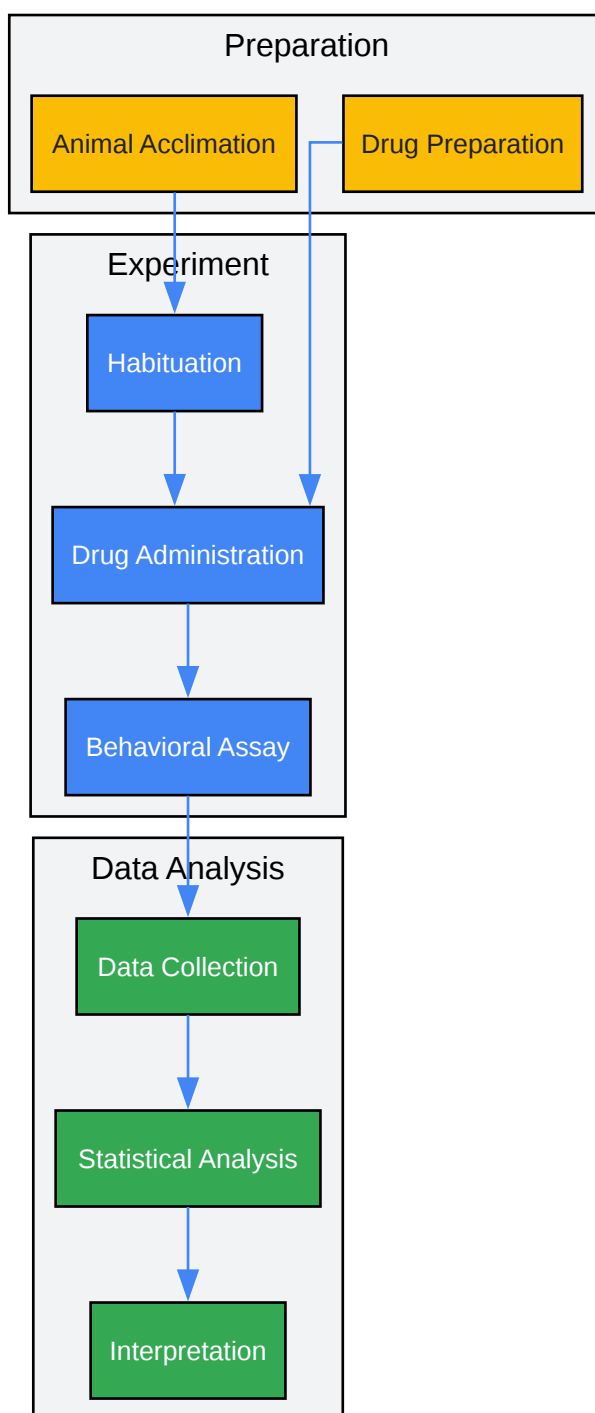 Preparation
Animal Acclimation
Drug Preparation
Experiment
Habituation
Drug Administration
Behavioral Assay
Data Analysis
Data Collection
Statistical Analysis
Interpretation